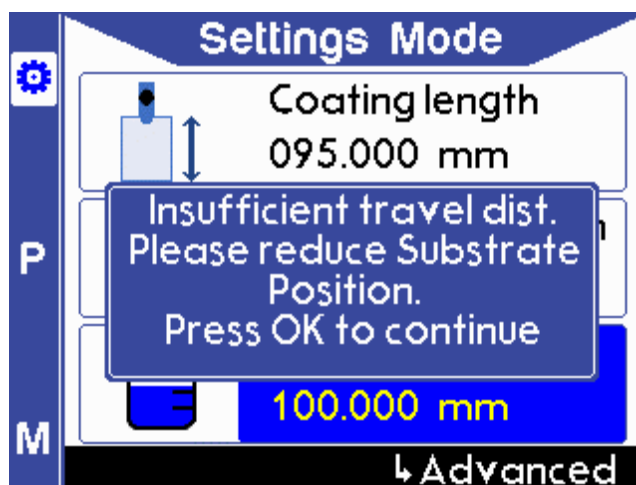 Settings Mode
Coating length
095.000 mm
Insufficient travel dist.
Please reduce Substrate
Position.
Press OK to continue
P
100.000 mm
M
↳ Advanced